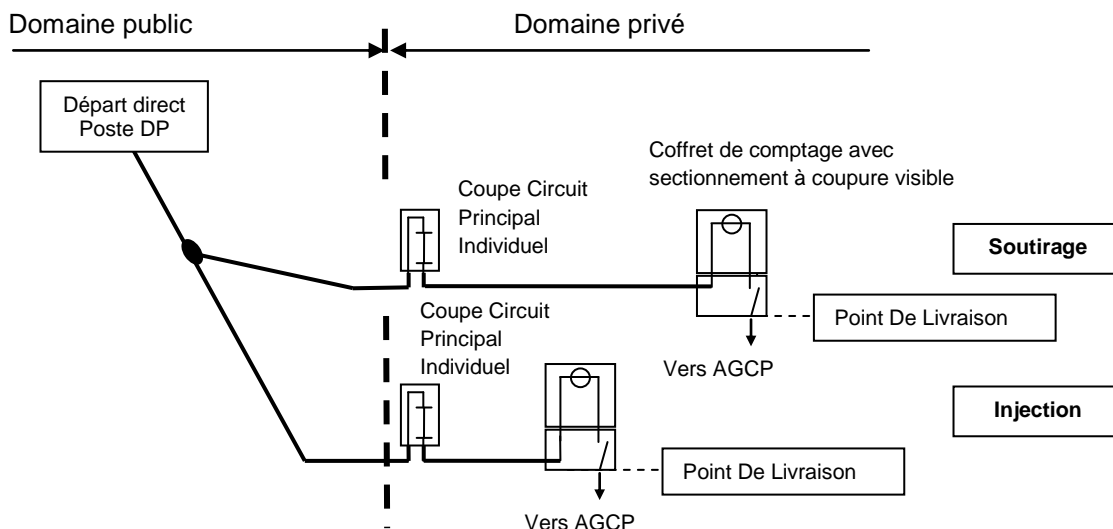 Domaine public
Domaine privé
Départ direct
Poste DP
Coffret de comptage avec
sectionnement à coupure visible
Coupe Circuit
Principal
Individuel
Soutirage
Coupe Circuit
Principal
Individuel
Point De Livraison
Vers AGCP
Injection
Point De Livraison
Vers AGCP